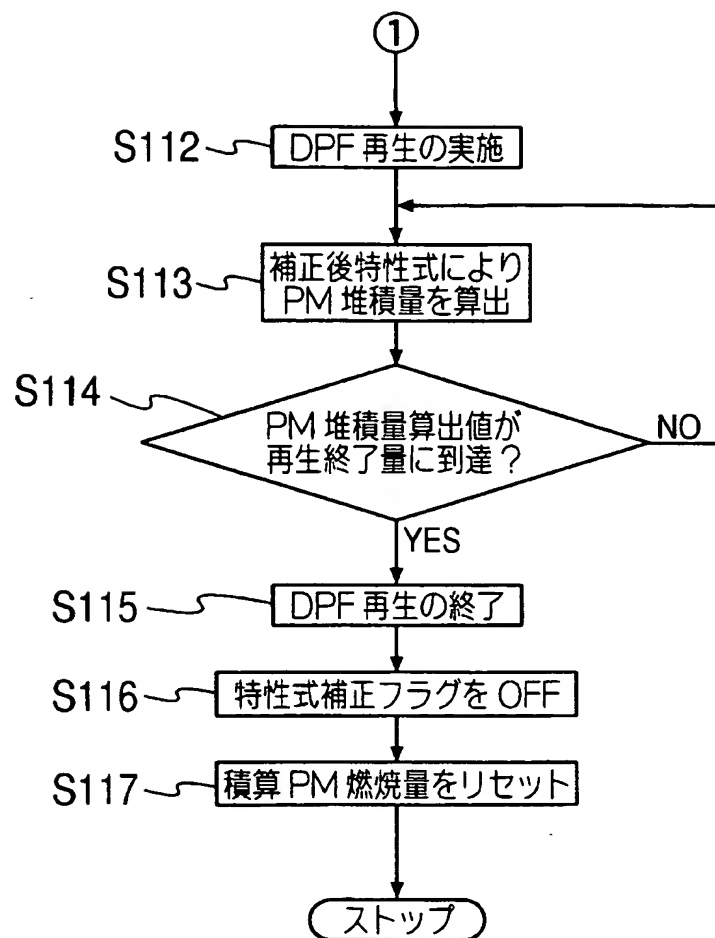 ①
S112
DPF 再生の実施
S113
補正後特性式により
PM 堆積量を算出
S114
PM 堆積量算出値が
再生終了量に到達？
NO
YES
S115
DPF 再生の終了
S116
特性式補正フラグを OFF
S117
積算 PM 燃焼量をリセット
ストップ